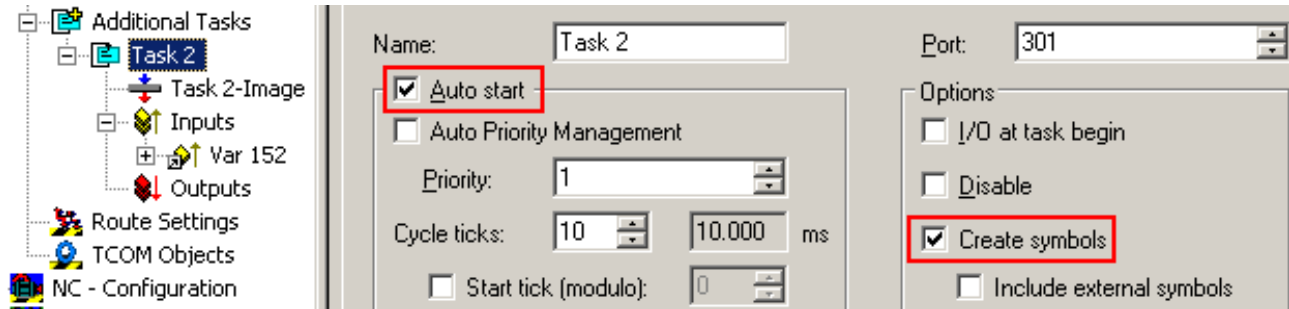 Additional Tasks
Task 2
Task 2-Image
Inputs
Var 152
Outputs
Route Settings
TCOM Objects
NC - Configuration
Name: Task 2
Port: 301
Auto start
Options
Auto Priority Management
I/O at task begin
Priority: 1
Disable
Cycle ticks: 10 10.000 ms
Create symbols
Start tick (modulo): 0
Include external symbols